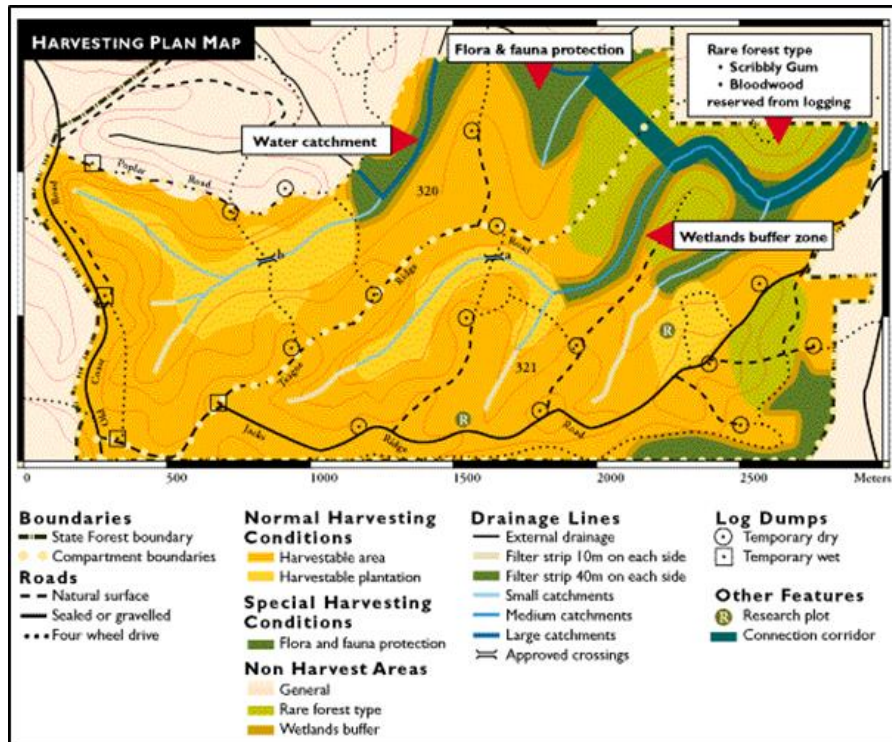 HARVESTING PLAN MAP
Flora & fauna protection
Rare forest type
• Scribbly Gum
• Bloodwood
reserved from logging
Water catchment
Poplar Road
Road
320
b
a
Ridge Road
Wetlands buffer zone
R
Teague
321
Coast
Old
Jacks Ridge Road
R
0 500 1000 1500 2000 2500 Meters
Boundaries
State Forest boundary
Compartment boundaries
Roads
Natural surface
Sealed or gravelled
Four wheel drive
Normal Harvesting
Conditions
Harvestable area
Harvestable plantation
Special Harvesting
Conditions
Flora and fauna protection
Non Harvest Areas
General
Rare forest type
Wetlands buffer
Drainage Lines
External drainage
Filter strip 10m on each side
Filter strip 40m on each side
Small catchments
Medium catchments
Large catchments
Approved crossings
Log Dumps
Temporary dry
Temporary wet
Other Features
R Research plot
Connection corridor